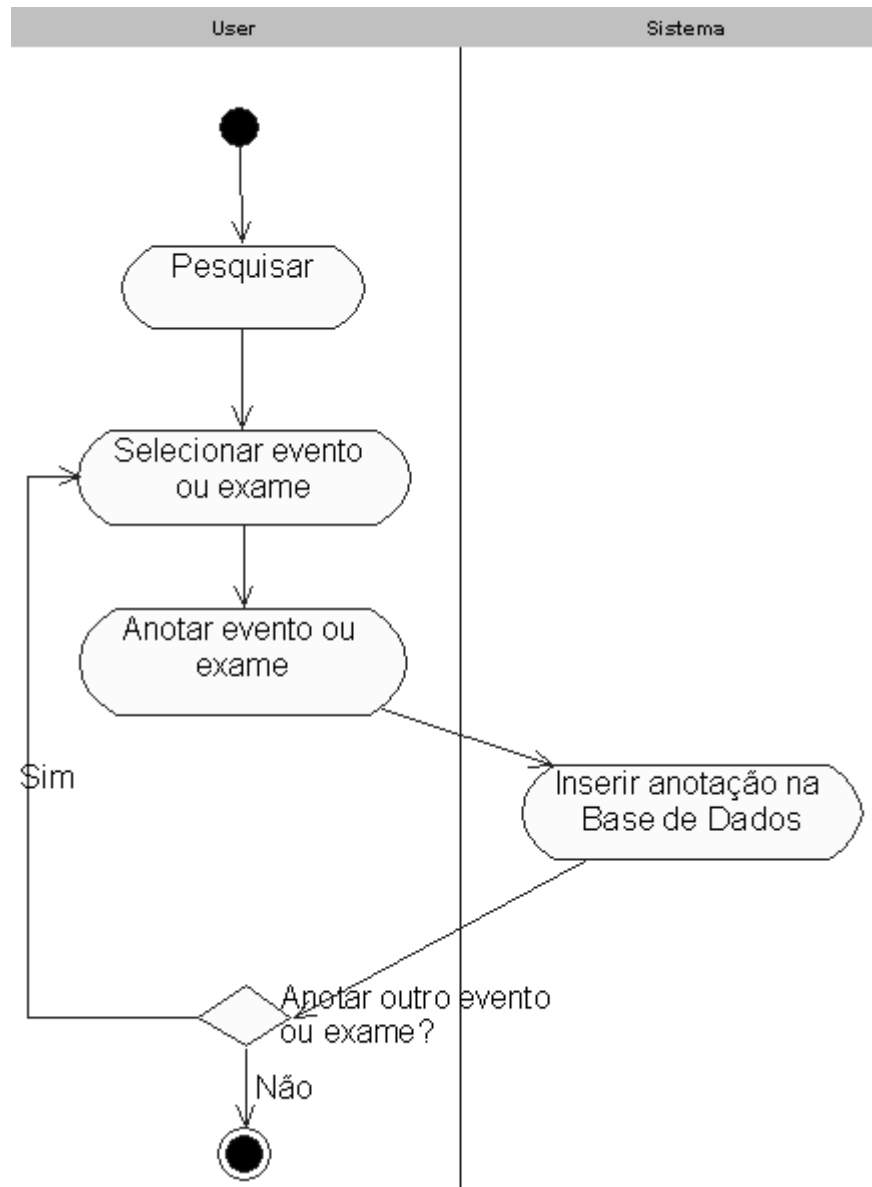 User
Sistema
Pesquisar
Selecionar evento
ou exame
Anotar evento ou
exame
Sim
Inserir anotação na
Base de Dados
Anotar outro evento
ou exame?
Não